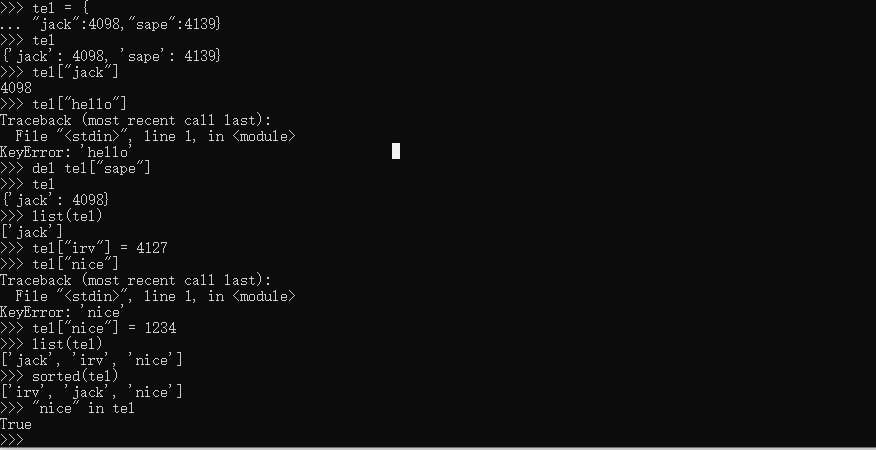 >>> tel = {
... "jack":4098,"sape":4139}
>>> tel
{'jack': 4098, 'sape': 4139}
>>> tel["jack"]
4098
>>> tel["hello"]
Traceback (most recent call last):
  File "<stdin>", line 1, in <module>
KeyError: 'hello'
>>> del tel["sape"]
>>> tel
{'jack': 4098}
>>> list(tel)
['jack']
>>> tel["irv"] = 4127
>>> tel["nice"]
Traceback (most recent call last):
  File "<stdin>", line 1, in <module>
KeyError: 'nice'
>>> tel["nice"] = 1234
>>> list(tel)
['jack', 'irv', 'nice']
>>> sorted(tel)
['irv', 'jack', 'nice']
>>> "nice" in tel
True
>>>